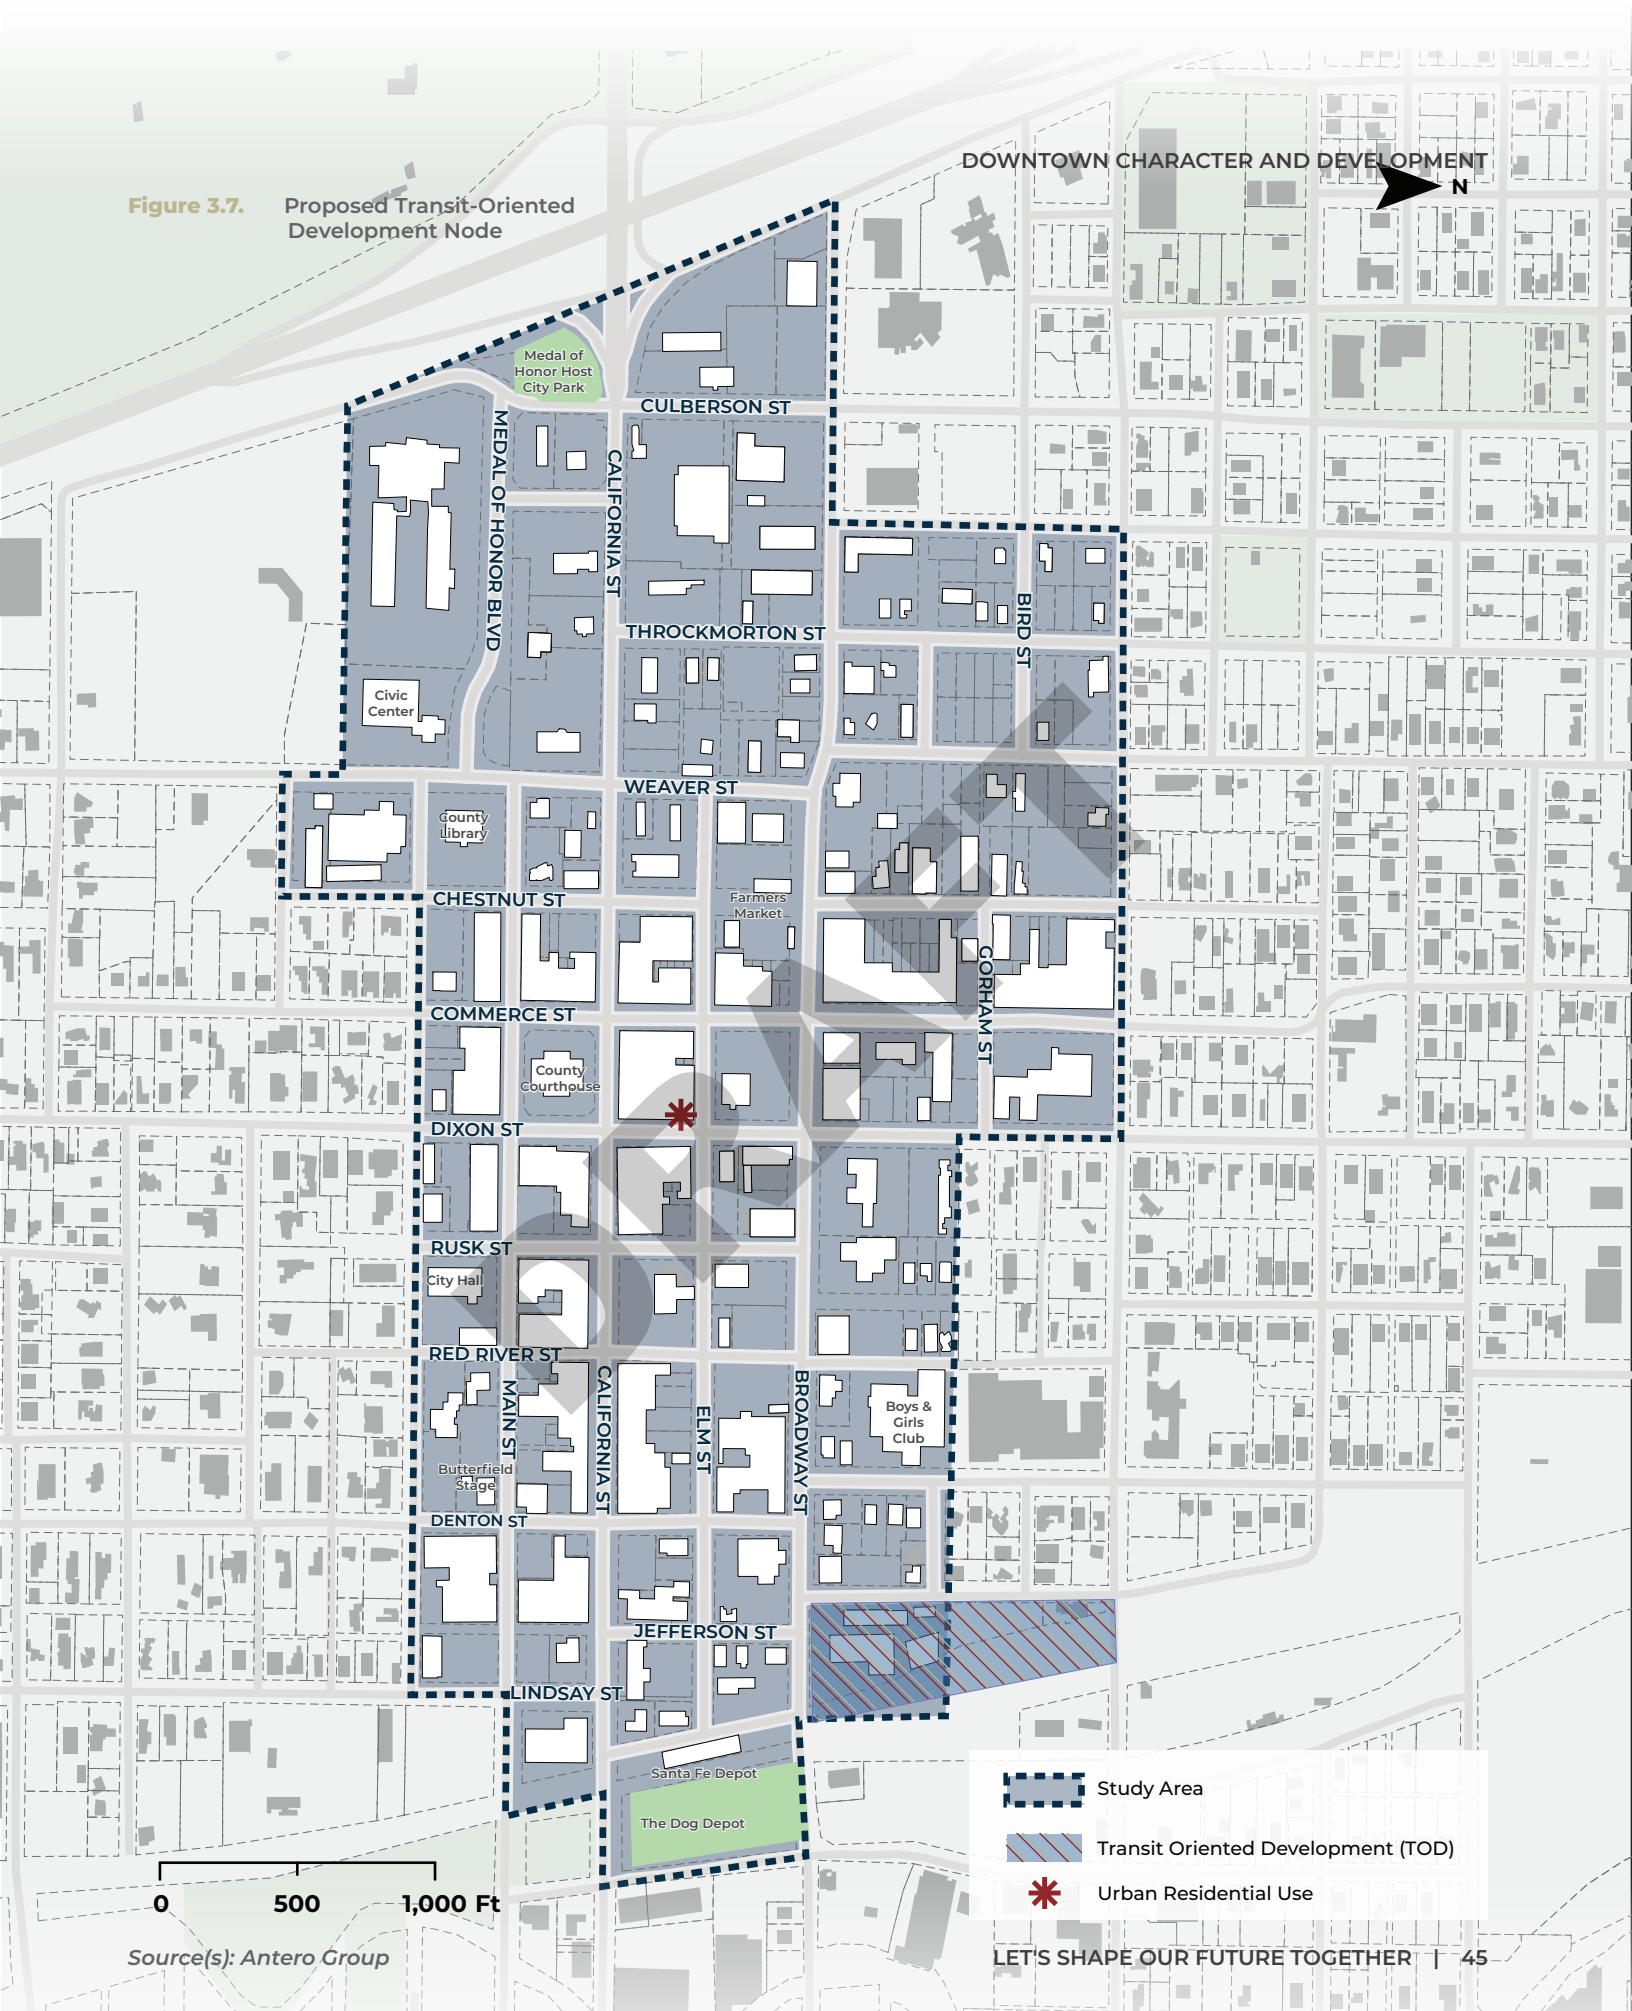 DOWNTOWN CHARACTER AND DEVELOPMENT
N
Figure 3.7. Proposed Transit-Oriented
Development Node
Medal of
Honor Host
City Park
CULBERSON ST
MEDAL OF HONOR BLVD
CALIFORNIA ST
THROCKMORTON ST
BIRD ST
Civic
Center
WEAVER ST
County
Library
CHESTNUT ST
Farmers
Market
GORHAM ST
COMMERCE ST
County
Courthouse
DIXON ST
RUSK ST
City Hall
RED RIVER ST
MAIN ST
CALIFORNIA ST
ELM ST
BROADWAY ST
Boys &
Girls
Club
Butterfield
Stage
DENTON ST
JEFFERSON ST
LINDSAY ST
Santa Fe Depot
The Dog Depot
DRAFT
Study Area
Transit Oriented Development (TOD)
Urban Residential Use
0 500 1,000 Ft
Source(s): Antero Group
LET'S SHAPE OUR FUTURE TOGETHER | 45